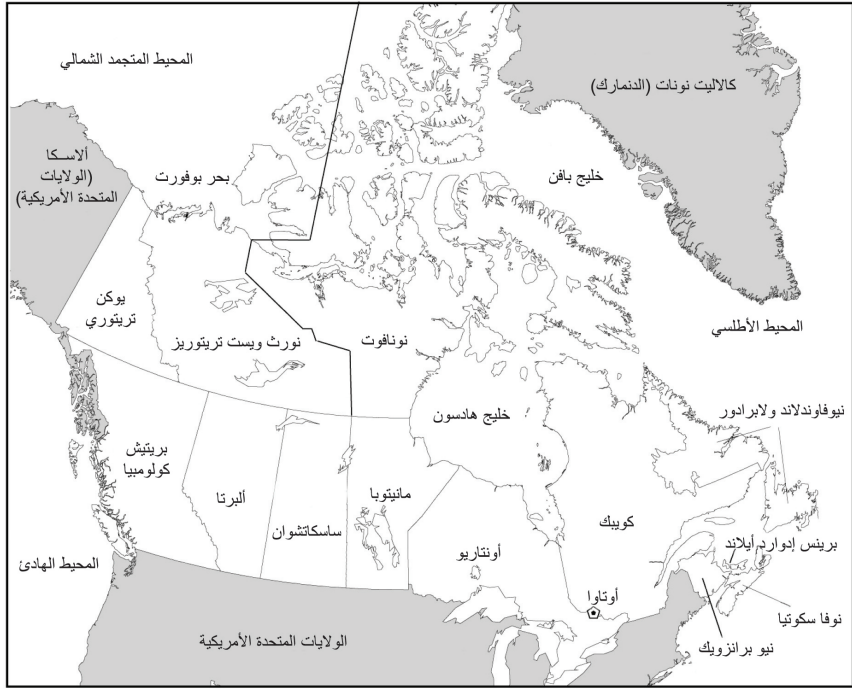 المحيط المتجمد الشمالي
كالاليت نونات (الدنمارك)
ألاسكا
(الولايات
المتحدة الأمريكية)
بحر بوفورت
خليج بافن
يوكن
تريتوري
نورث ويست تريتوريز
نونافوت
المحيط الأطلسي
خليج هادسون
نيوفاوندلاند ولابرادور
بريتيش
كولومبيا
ألبرتا
ساسكاتشوان
مانيتوبا
أونتاريو
كويبك
برينس إدوارد أيلاند
المحيط الهادئ
أوتاوا
نوفا سكوتيا
نيو برانزويك
الولايات المتحدة الأمريكية